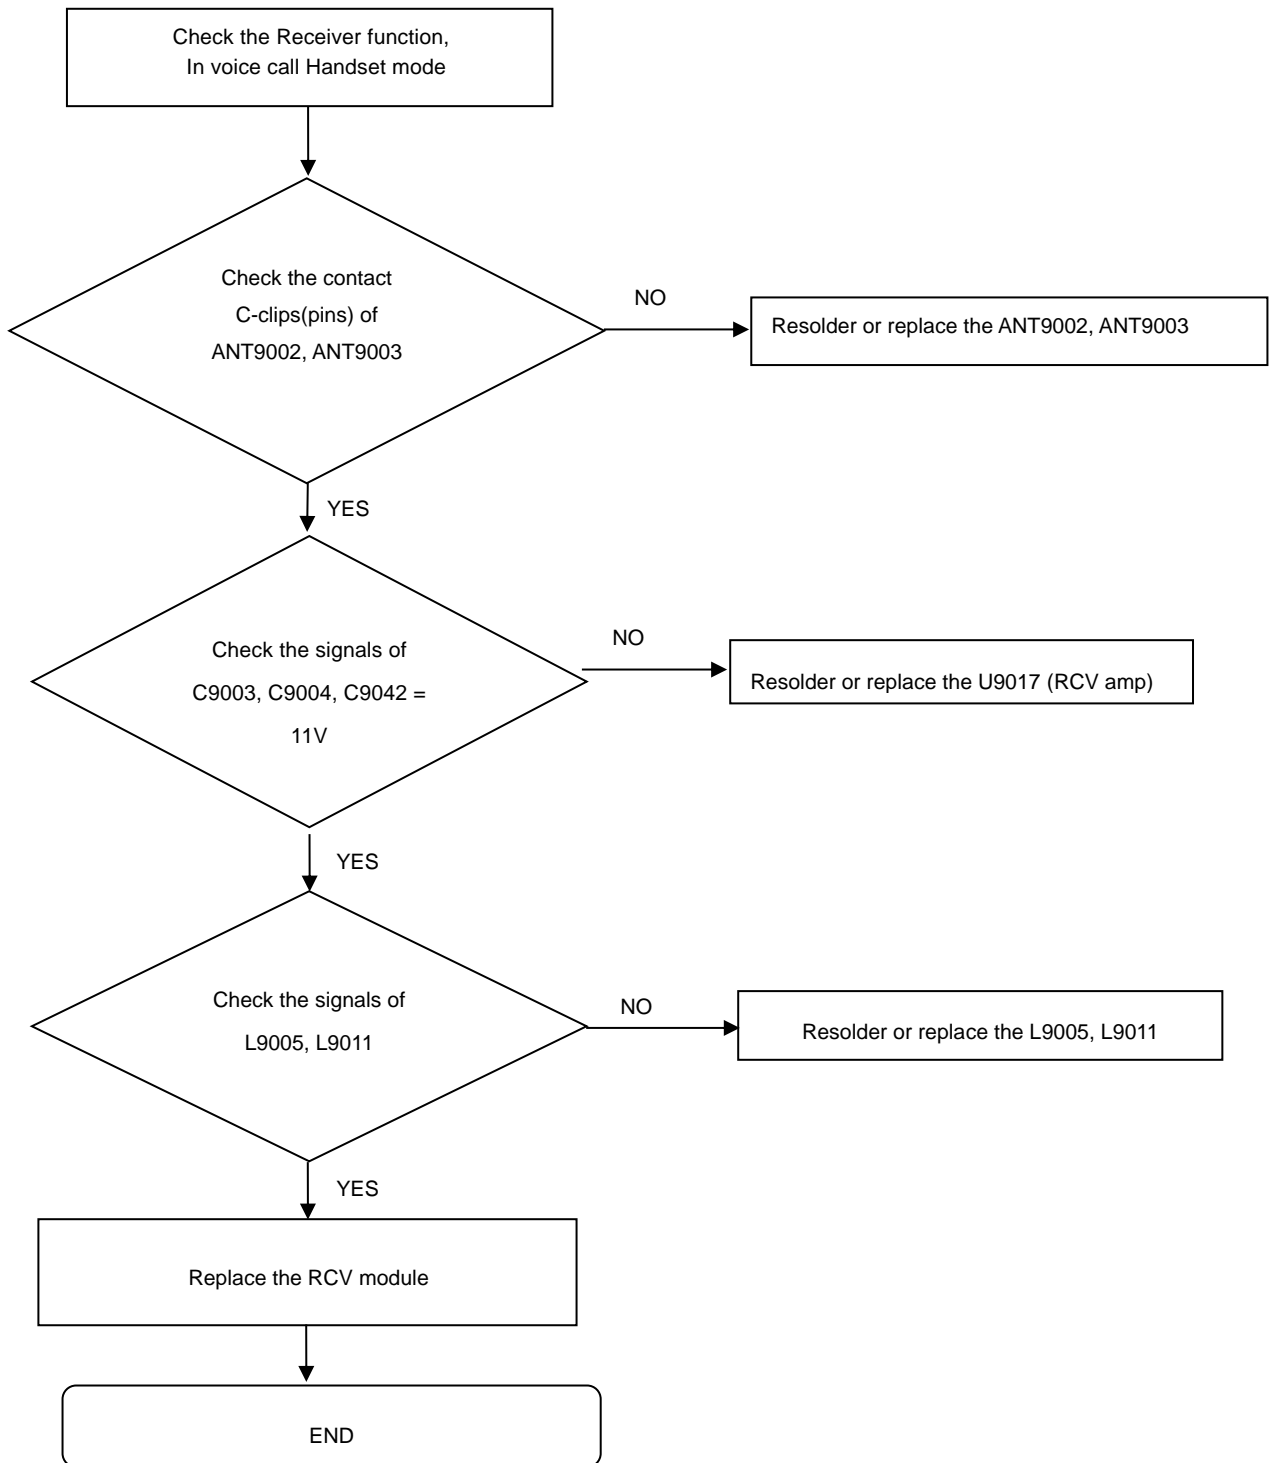 Check the Receiver function,
In voice call Handset mode
Check the contact
C-clips(pins) of
ANT9002, ANT9003
NO
Resolder or replace the ANT9002, ANT9003
YES
Check the signals of
C9003, C9004, C9042 =
11V
NO
Resolder or replace the U9017 (RCV amp)
YES
Check the signals of
L9005, L9011
NO
Resolder or replace the L9005, L9011
YES
Replace the RCV module
END